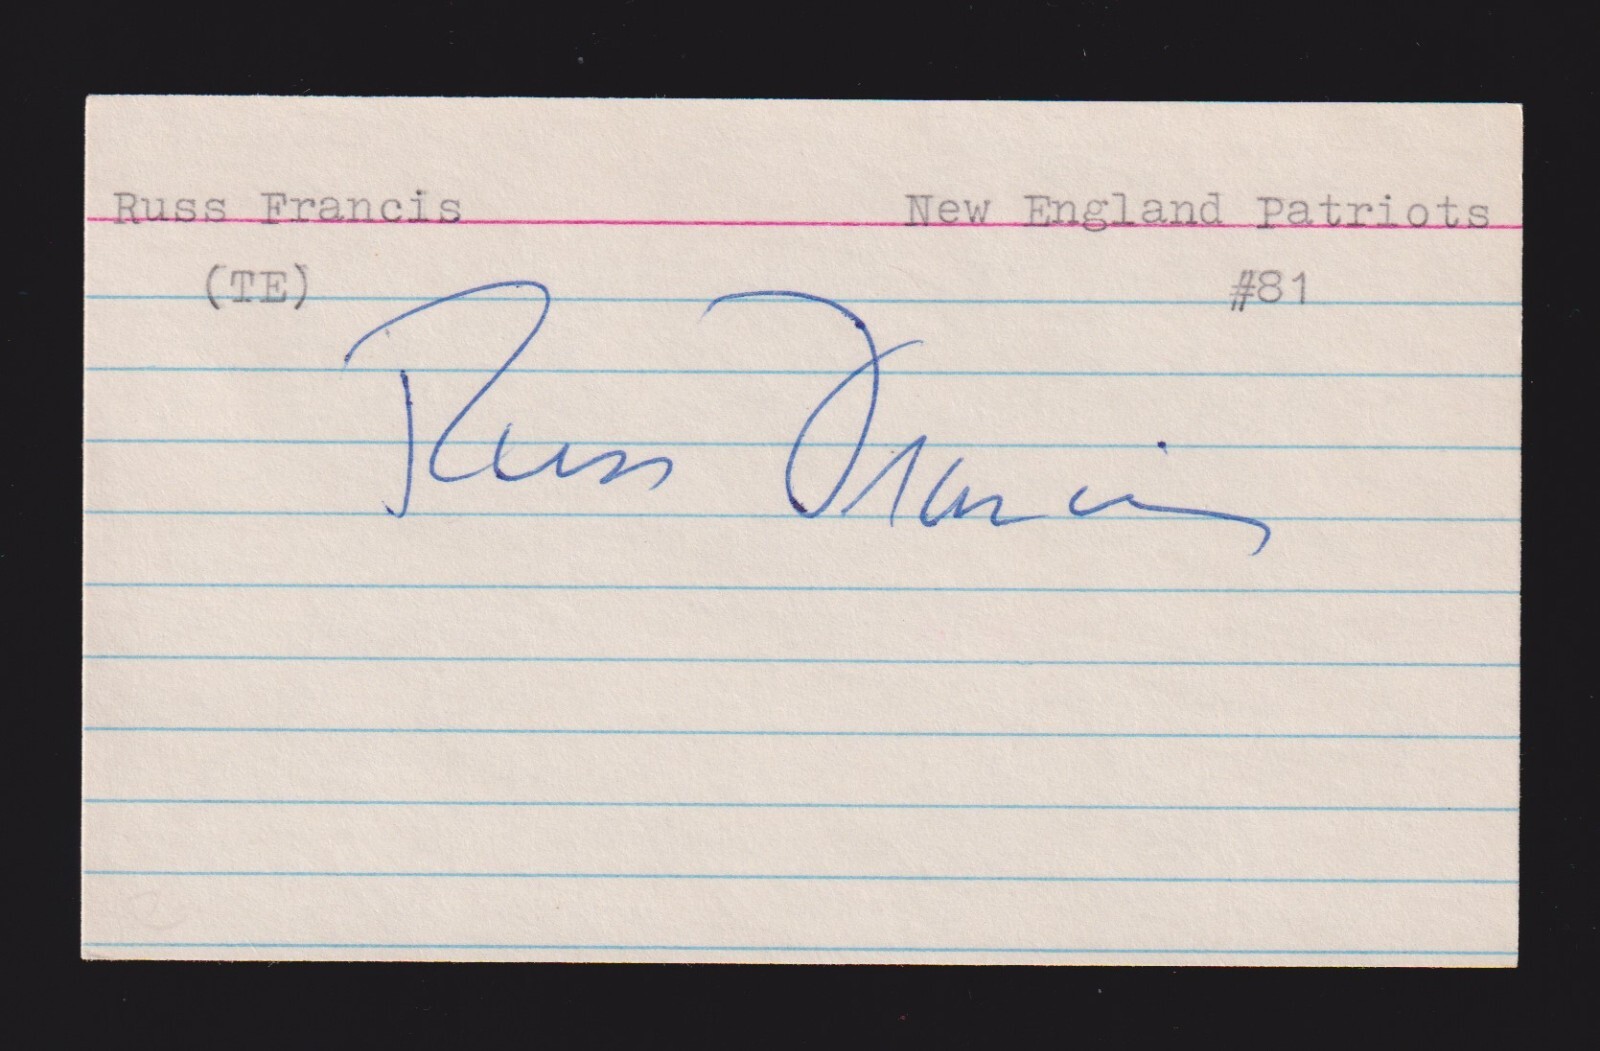 Russ Francis New England Patriots
(TE) #81
Russ Francis